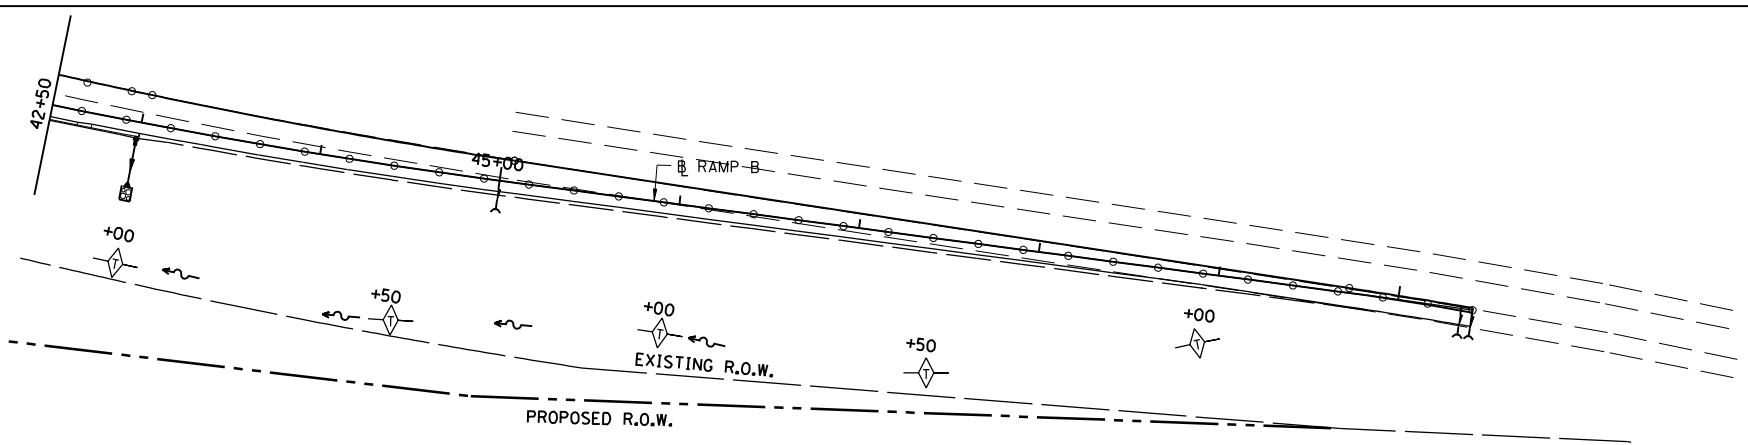 42+50
45+00
B RAMP B
+00
T
+50
T
+00
T
+50
T
+00
T
EXISTING R.O.W.
PROPOSED R.O.W.